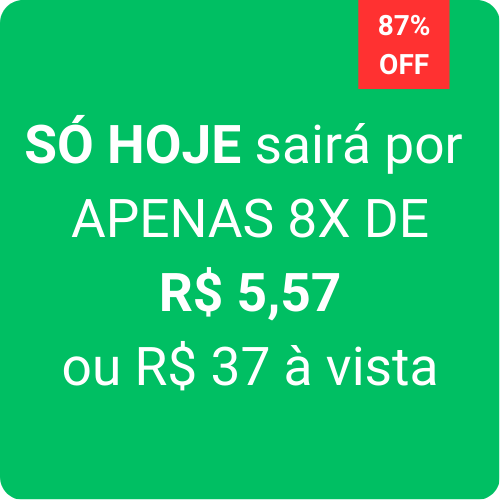 87%
OFF
SÓ HOJE sairá por
APENAS 8X DE
R$ 5,57
ou R$ 37 à vista